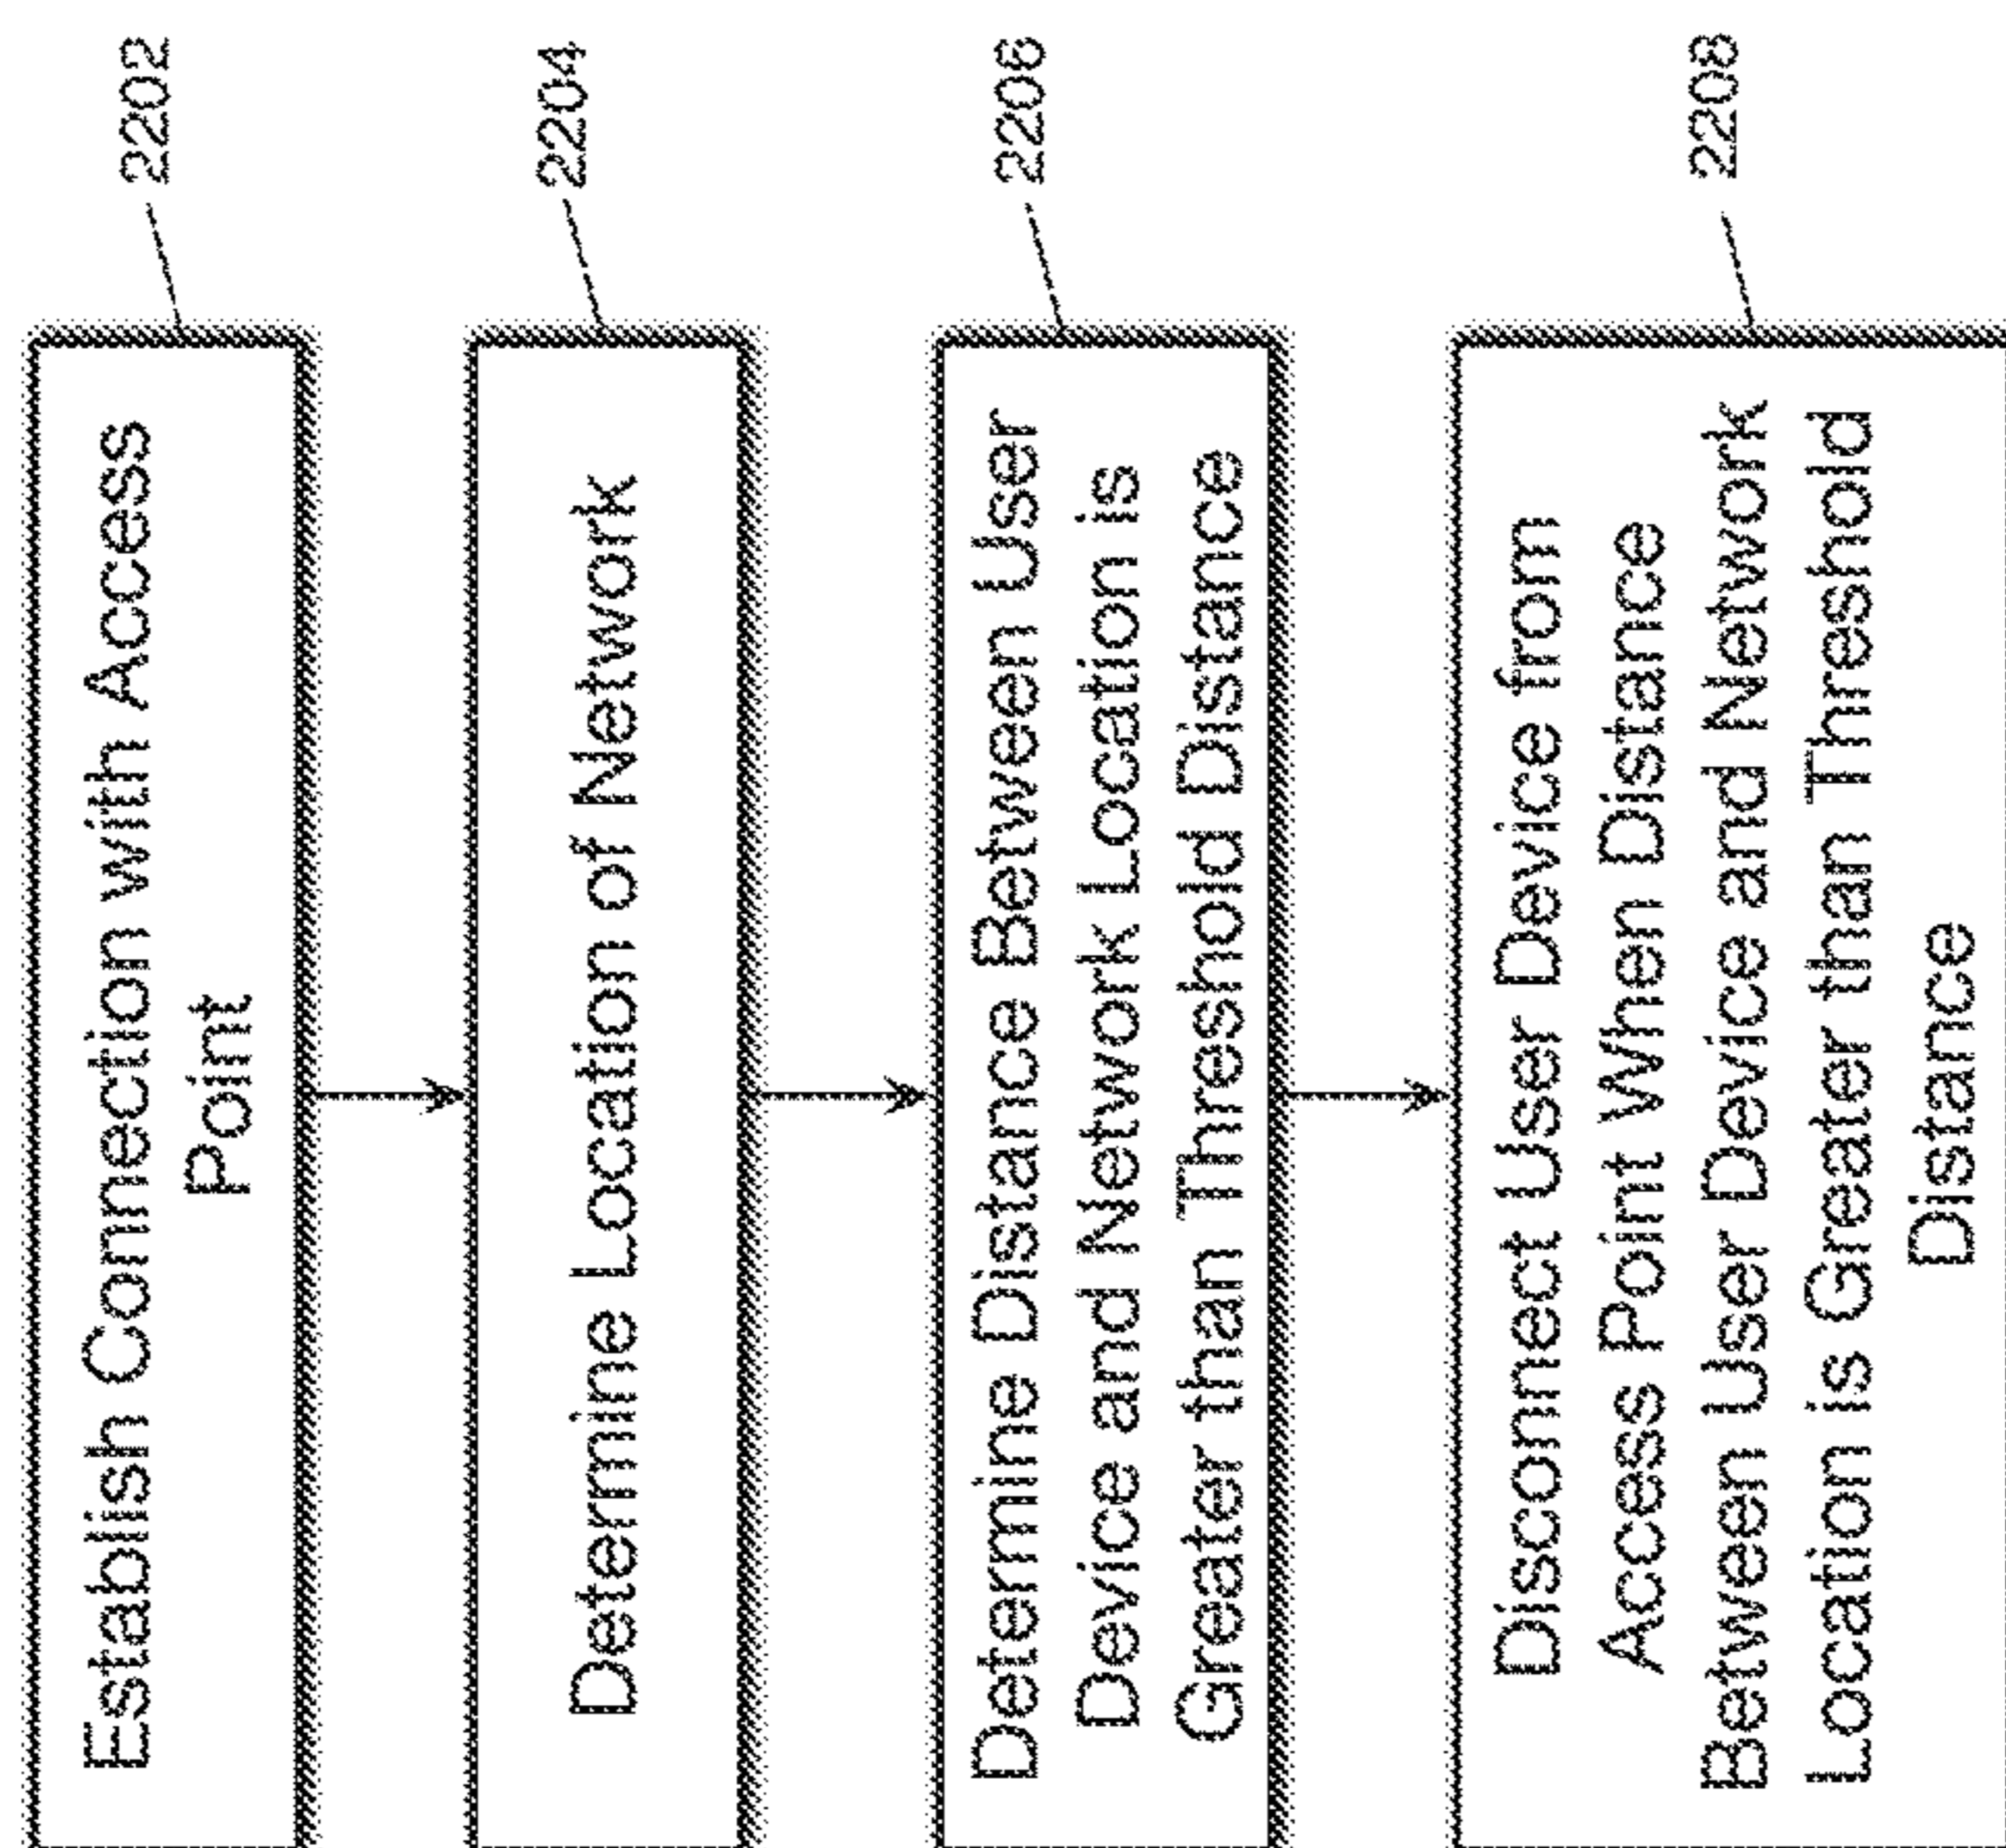 Establish Connection with Access
Point
2202
Determine Location of Network
2204
Determine Distance Between User
Device and Network Location is
Greater than Threshold Distance
2206
Disconnect User Device from
Access Point When Distance
Between User Device and Network
Location is Greater than Threshold
Distance
2208